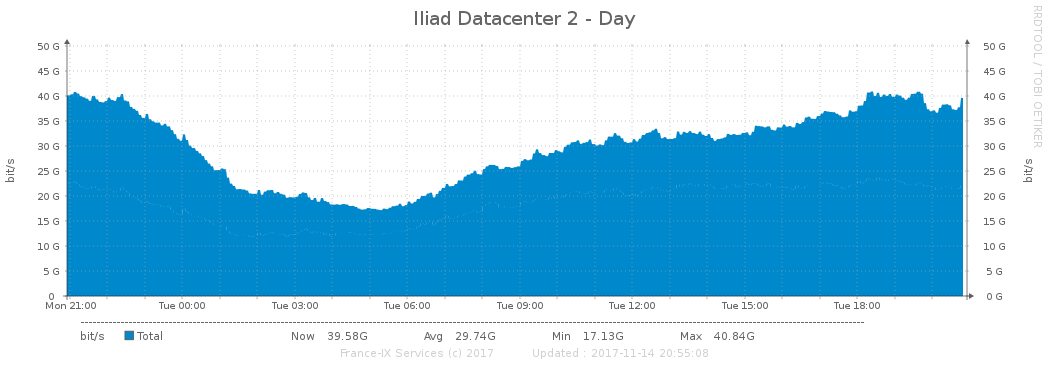 Iliad Datacenter 2 - Day
RRDTOOL / TOBI OETIKER
50 G 50 G
45 G 45 G
40 G 40 G
35 G 35 G
30 G 30 G
25 G 25 G
20 G 20 G
15 G 15 G
10 G 10 G
5 G 5 G
0 0 G
bit/s
bit/s
Mon 21:00 Tue 00:00 Tue 03:00 Tue 06:00 Tue 09:00 Tue 12:00 Tue 15:00 Tue 18:00
bit/s Total Now 39.58G Avg 29.74G Min 17.13G Max 40.84G
France-IX Services (c) 2017 Updated : 2017-11-14 20:55:08